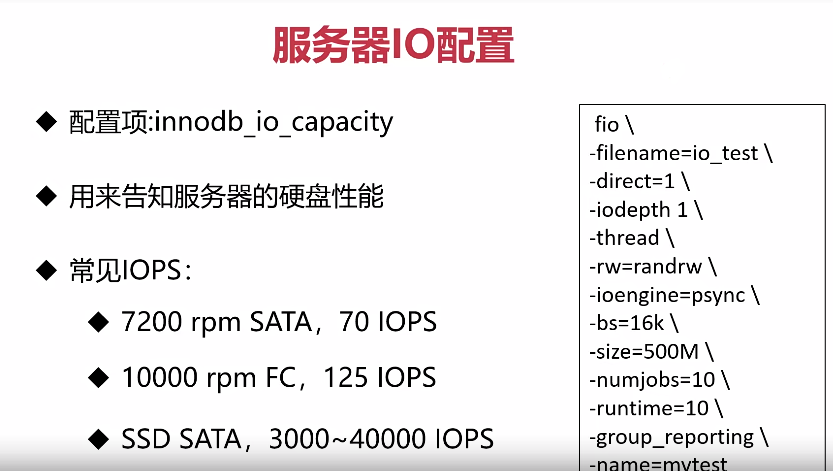 服务器IO配置
◆ 配置项:innodb_io_capacity
◆ 用来告知服务器的硬盘性能
◆ 常见IOPS：
◆ 7200 rpm SATA，70 IOPS
◆ 10000 rpm FC，125 IOPS
◆ SSD SATA，3000~40000 IOPS
fio \
-filename=io_test \
-direct=1 \
-iodepth 1 \
-thread \
-rw=randrw \
-ioengine=psync \
-bs=16k \
-size=500M \
-numjobs=10 \
-runtime=10 \
-group_reporting \
-name=mytest